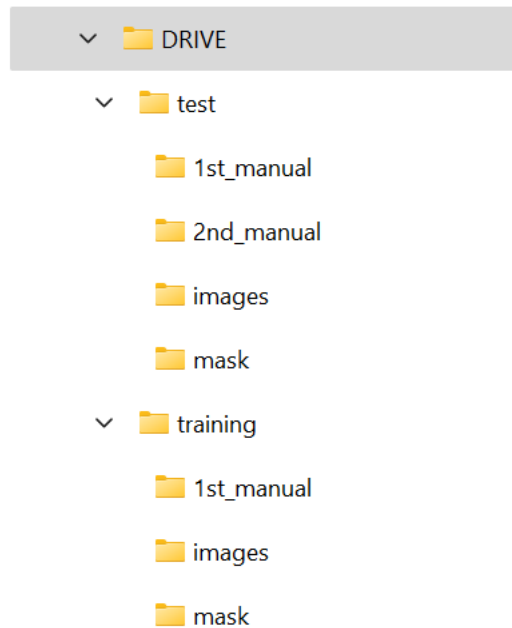 DRIVE
test
1st_manual
2nd_manual
images
mask
training
1st_manual
images
mask